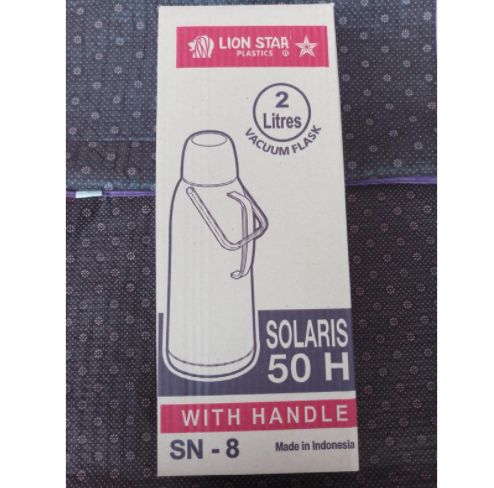 LION STAR
PLASTICS
2
Litres
VACUUM FLASK
SOLARIS
50 H
WITH HANDLE
SN - 8
Made in Indonesia